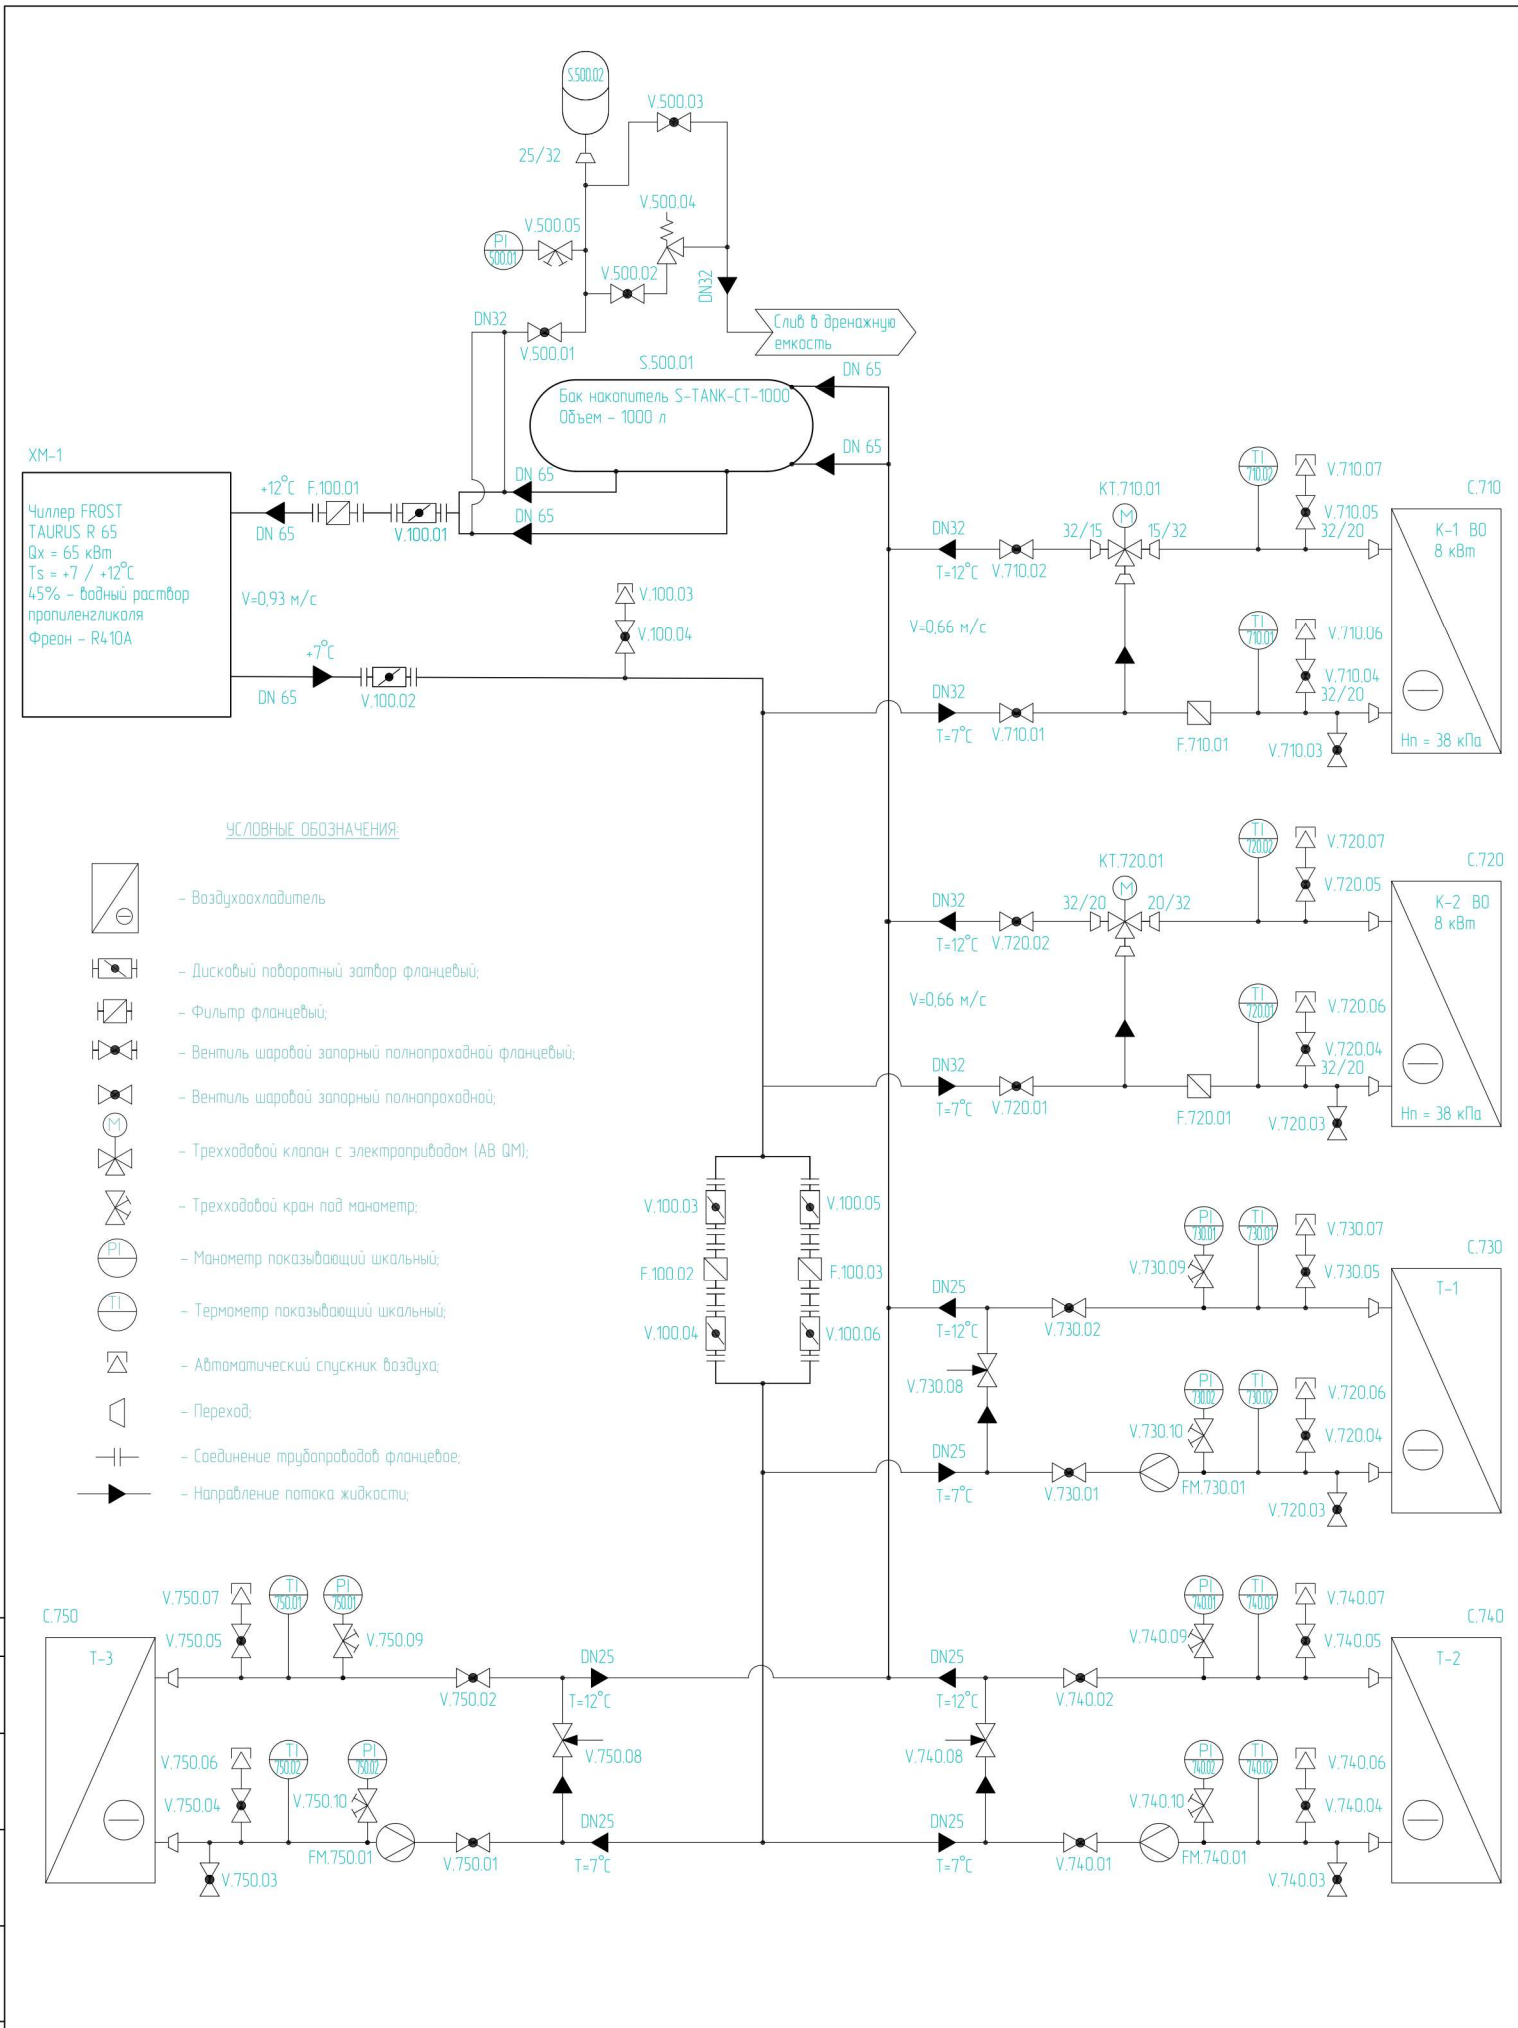 S.500.02
V.500.03
25/32
V.500.04
V.500.05
PI
500.01
V.500.02
DN32
DN32
V.500.01
Слив в дренажную
емкость
S.500.01
DN 65
Бак накопитель S-TANK-CT-1000
Объем - 1000 л
DN 65
DN 65
DN 65
ХМ-1
Чиллер FROST
TAURUS R 65
Qx = 65 кВт
Ts = +7 / +12°C
45% - водный раствор
пропиленгликоля
Фреон - R410A
+12°C
F.100.01
DN 65
V.100.01
V=0,93 м/с
V.100.03
V.100.04
+7°C
DN 65
V.100.02
TI
710.02
V.710.07
KT.710.01
C.710
M
V.710.05
DN32
32/15
15/32
32/20
К-1 ВО
8 кВт
T=12°C
V.710.02
V=0,66 м/с
TI
710.01
V.710.06
V.710.04
DN32
32/20
T=7°C
V.710.01
F.710.01
V.710.03
Нп = 38 кПа
УСЛОВНЫЕ ОБОЗНАЧЕНИЯ:
- Воздухоохладитель
- Дисковый поворотный затвор фланцевый;
- Фильтр фланцевый;
- Вентиль шаровой запорный полнопроходной фланцевый;
- Вентиль шаровой запорный полнопроходной;
M
- Трехходовой клапан с электроприводом (AB QM);
- Трехходовой кран под манометр;
PI
- Манометр показывающий шкальный;
TI
- Термометр показывающий шкальный;
- Автоматический спускник воздуха;
- Переход;
- Соединение трубопроводов фланцевое;
- Направление потока жидкости;
TI
720.02
V.720.07
KT.720.01
C.720
M
V.720.05
DN32
32/20
20/32
К-2 ВО
8 кВт
T=12°C
V.720.02
V=0,66 м/с
TI
720.01
V.720.06
V.720.04
DN32
32/20
T=7°C
V.720.01
F.720.01
V.720.03
Нп = 38 кПа
V.100.03
V.100.05
F.100.02
F.100.03
V.100.04
V.100.06
PI
730.01
TI
730.01
V.730.07
C.730
V.730.09
V.730.05
DN25
Т-1
T=12°C
V.730.02
V.730.08
PI
730.02
TI
730.02
V.720.06
V.730.10
V.720.04
DN25
T=7°C
V.730.01
FM.730.01
V.720.03
C.750
V.750.07
TI
750.01
PI
750.01
Т-3
V.750.05
V.750.09
DN25
V.750.02
T=12°C
V.750.06
TI
750.02
PI
750.02
V.750.08
V.750.04
V.750.10
DN25
FM.750.01
V.750.01
T=7°C
V.750.03
PI
740.01
TI
740.01
V.740.07
C.740
V.740.09
V.740.05
DN25
Т-2
T=12°C
V.740.02
V.740.08
PI
740.02
TI
740.02
V.740.06
V.740.10
V.740.04
DN25
T=7°C
V.740.01
FM.740.01
V.740.03